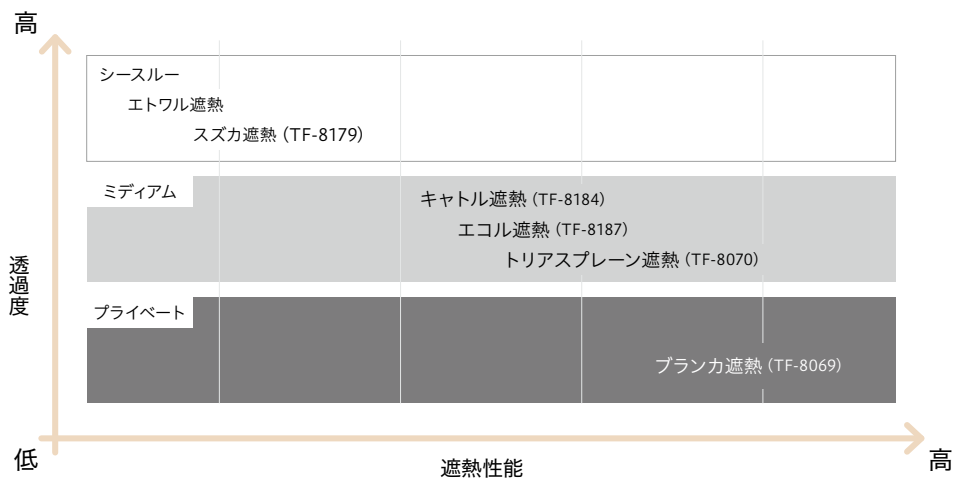 高
シースルー
エトワル遮熱
スズカ遮熱（TF-8179）
ミディアム
キャトル遮熱（TF-8184）
エコル遮熱（TF-8187）
トリアスプレーン遮熱（TF-8070）
透過度
プライベート
ブランカ遮熱（TF-8069）
低
遮熱性能
高